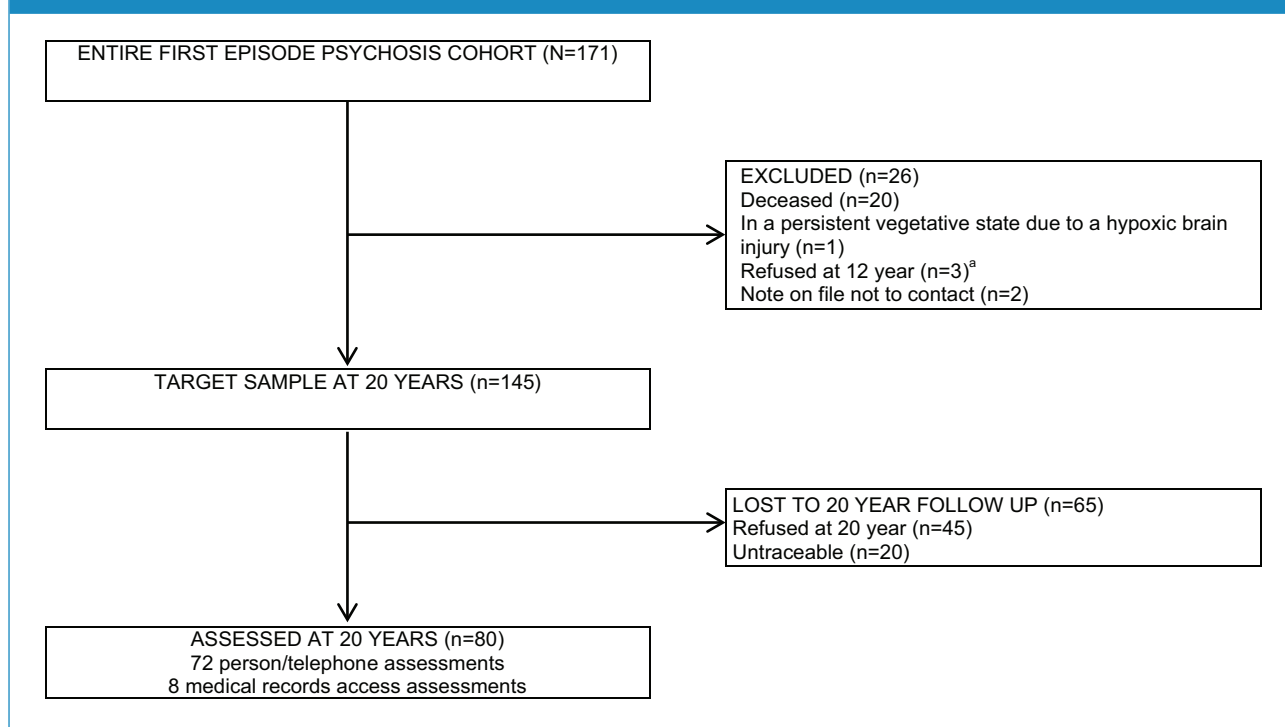 ENTIRE FIRST EPISODE PSYCHOSIS COHORT (N=171)
EXCLUDED (n=26)
Deceased (n=20)
In a persistent vegetative state due to a hypoxic brain
injury (n=1)
Refused at 12 year (n=3)a
Note on file not to contact (n=2)
TARGET SAMPLE AT 20 YEARS (n=145)
LOST TO 20 YEAR FOLLOW UP (n=65)
Refused at 20 year (n=45)
Untraceable (n=20)
ASSESSED AT 20 YEARS (n=80)
72 person/telephone assessments
8 medical records access assessments